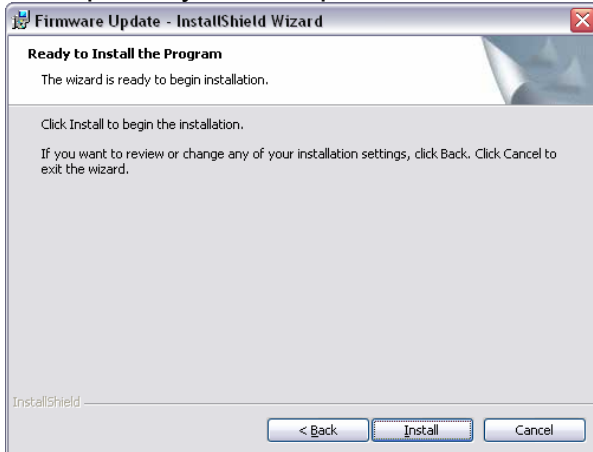 Firmware Update - InstallShield Wizard
Ready to Install the Program
The wizard is ready to begin installation.
Click Install to begin the installation.
If you want to review or change any of your installation settings, click Back. Click Cancel to
exit the wizard.
InstallShield
< Back Install Cancel